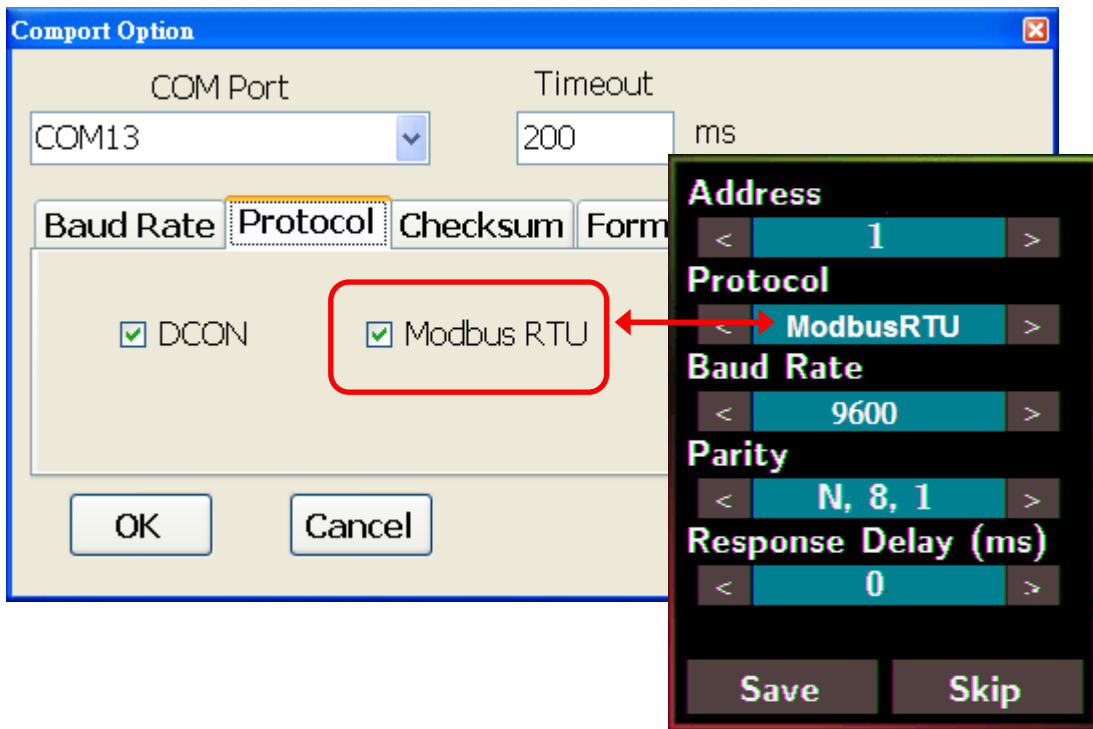 Comport Option
COM Port
Timeout
COM13
200
ms
Baud Rate
Protocol
Checksum
Form
DCON
Modbus RTU
OK
Cancel
Address
< 1 >
Protocol
< ModbusRTU >
Baud Rate
< 9600 >
Parity
< N, 8, 1 >
Response Delay (ms)
< 0 >
Save
Skip